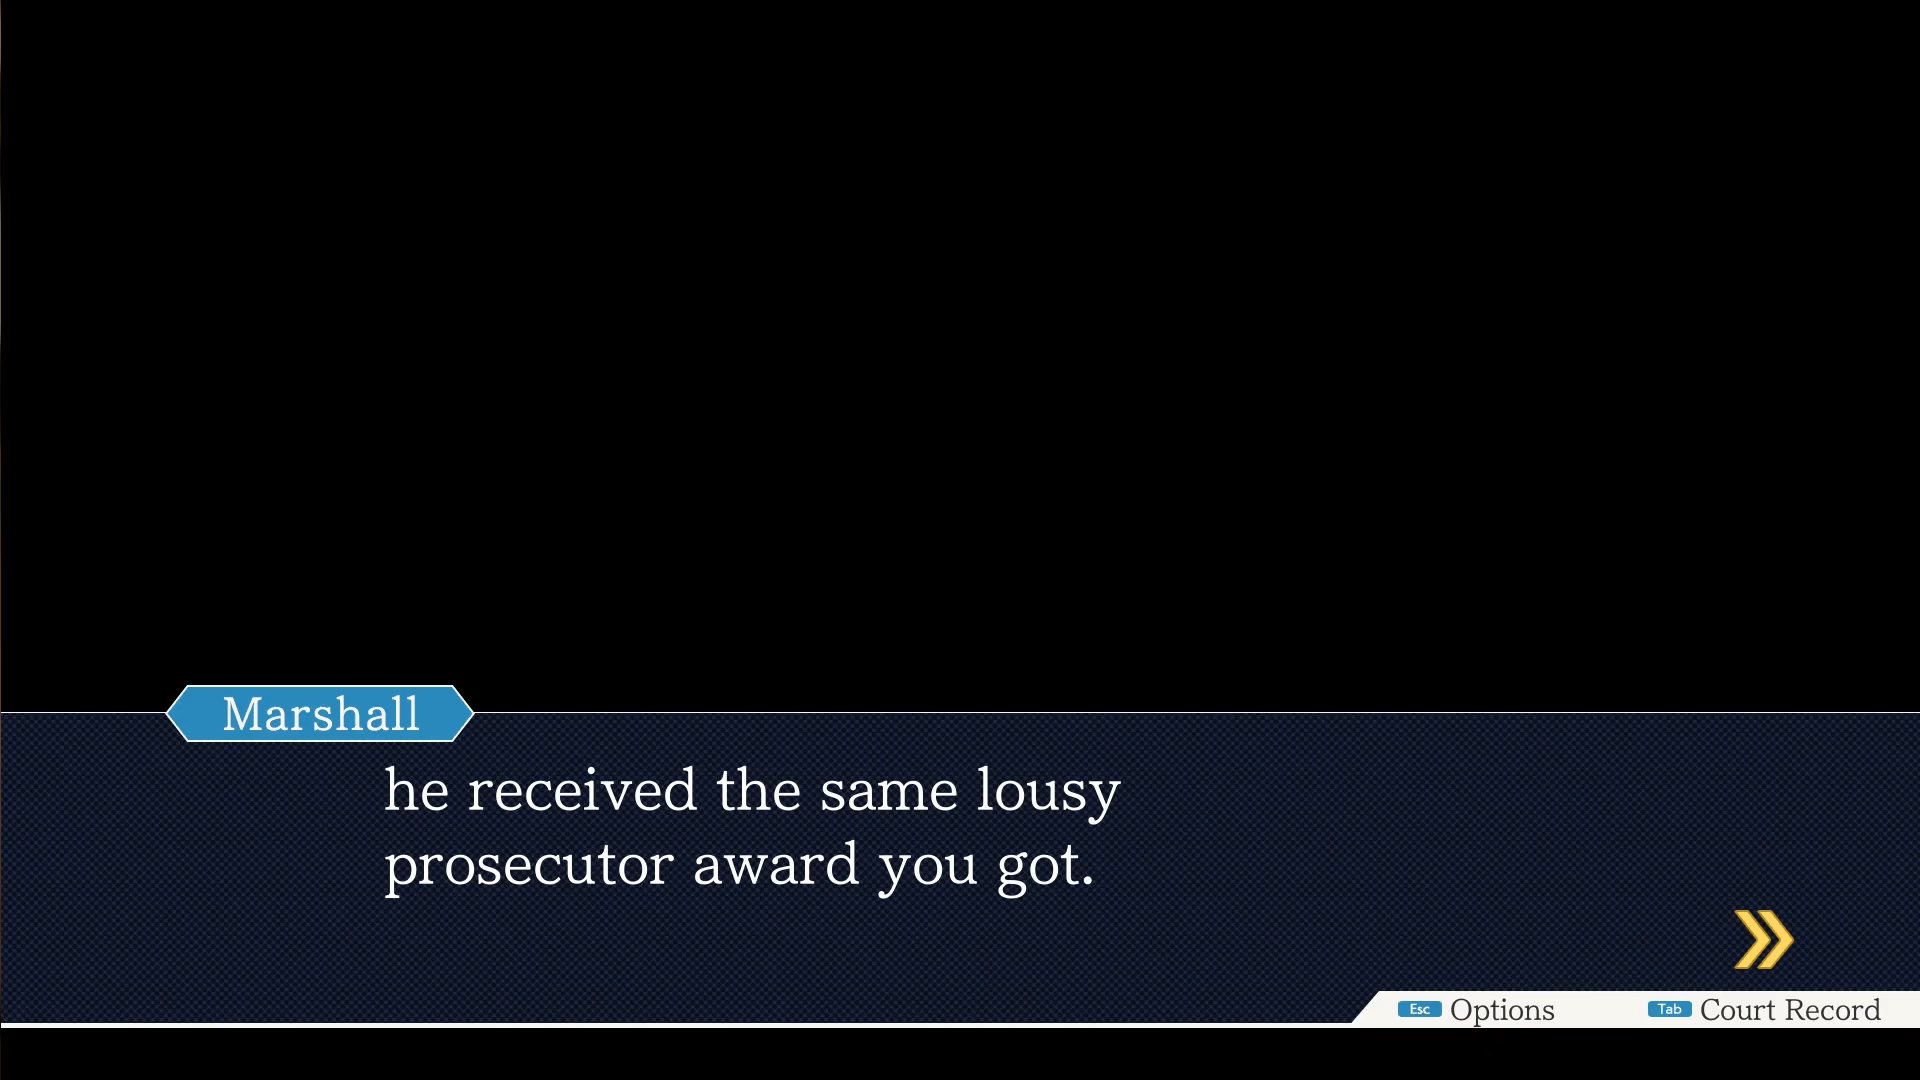 Marshall
he received the same lousy
prosecutor award you got.
Esc Options Tab Court Record